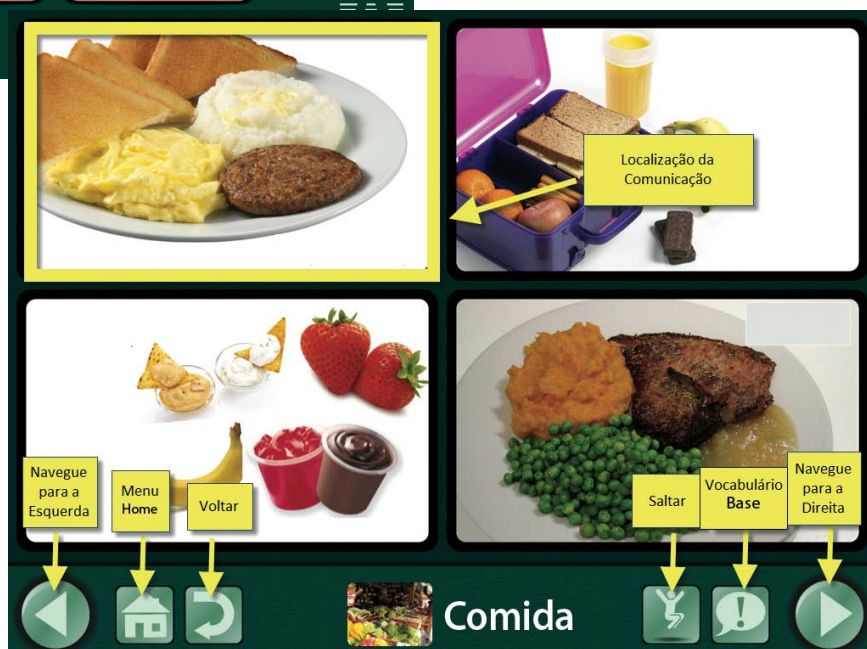 Localização da
Comunicação
Navegue
para a
Esquerda
Menu
Home
Voltar
Saltar
Vocabulário
Base
Navegue
para a
Direita
Comida